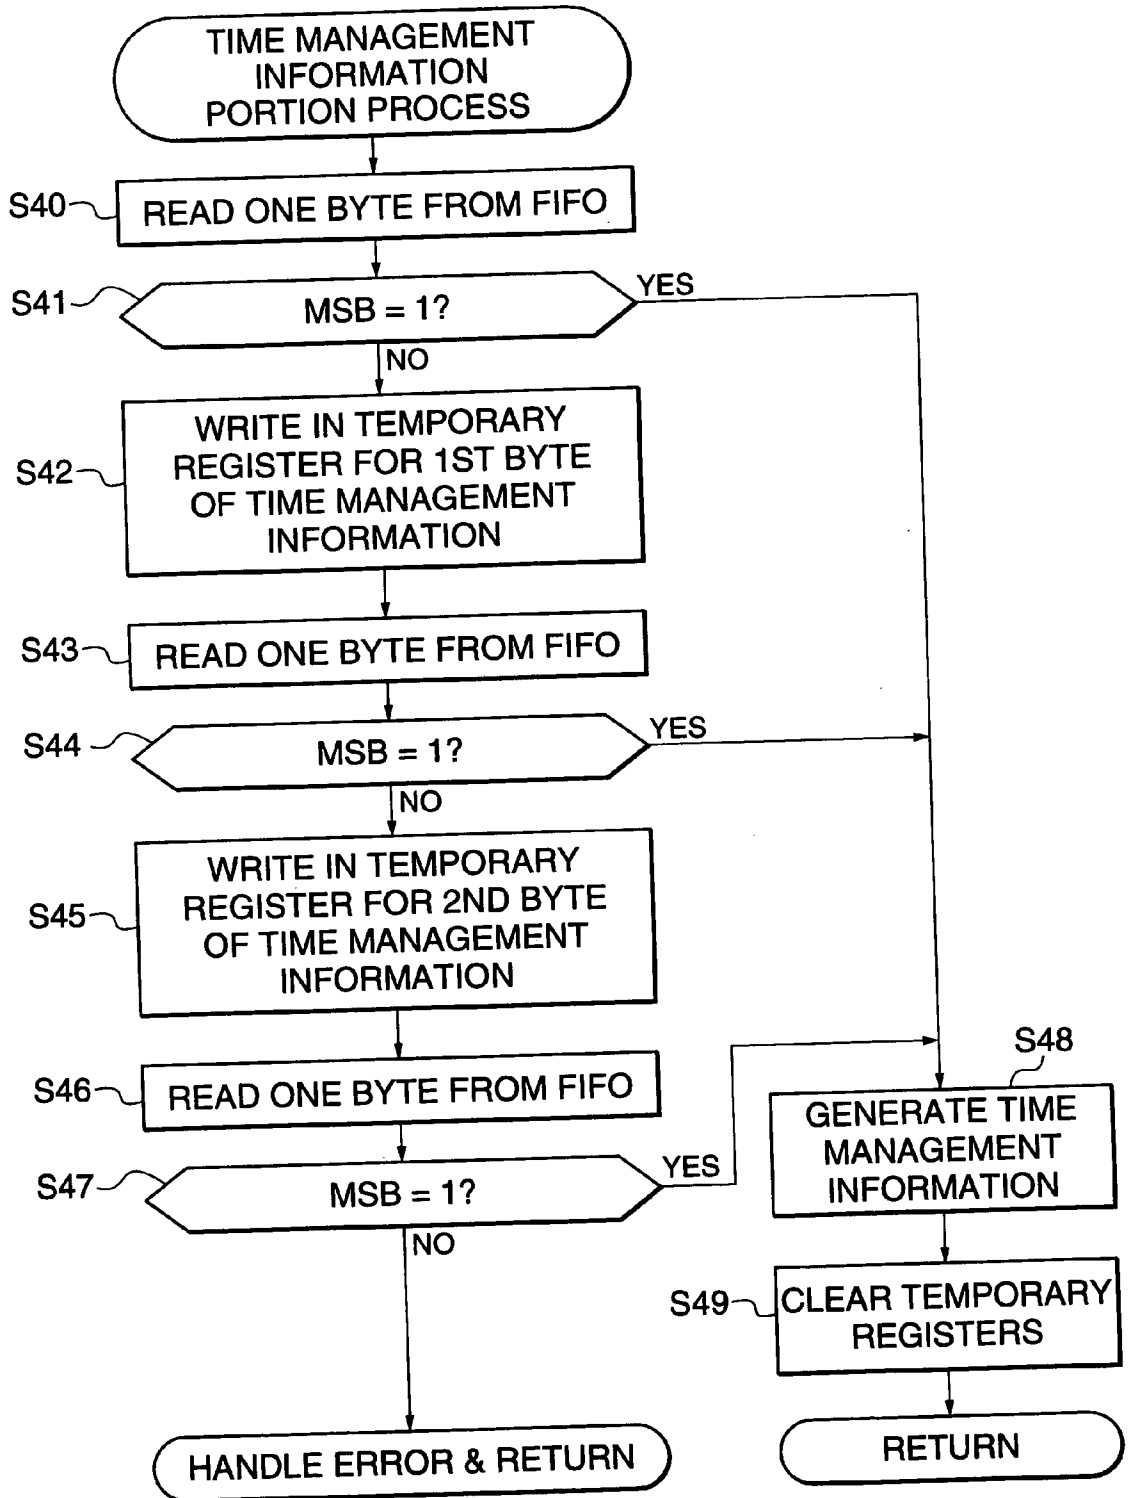 TIME MANAGEMENT
INFORMATION
PORTION PROCESS
S40
READ ONE BYTE FROM FIFO
S41
MSB = 1?
YES
NO
S42
WRITE IN TEMPORARY
REGISTER FOR 1ST BYTE
OF TIME MANAGEMENT
INFORMATION
S43
READ ONE BYTE FROM FIFO
S44
MSB = 1?
YES
NO
S45
WRITE IN TEMPORARY
REGISTER FOR 2ND BYTE
OF TIME MANAGEMENT
INFORMATION
S46
READ ONE BYTE FROM FIFO
S47
MSB = 1?
YES
NO
HANDLE ERROR & RETURN
S48
GENERATE TIME
MANAGEMENT
INFORMATION
S49
CLEAR TEMPORARY
REGISTERS
RETURN